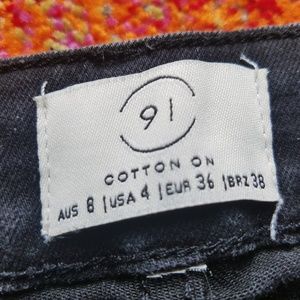 91
COTTON ON
AUS 8 | USA 4 | EUR 36 | BRZ 38